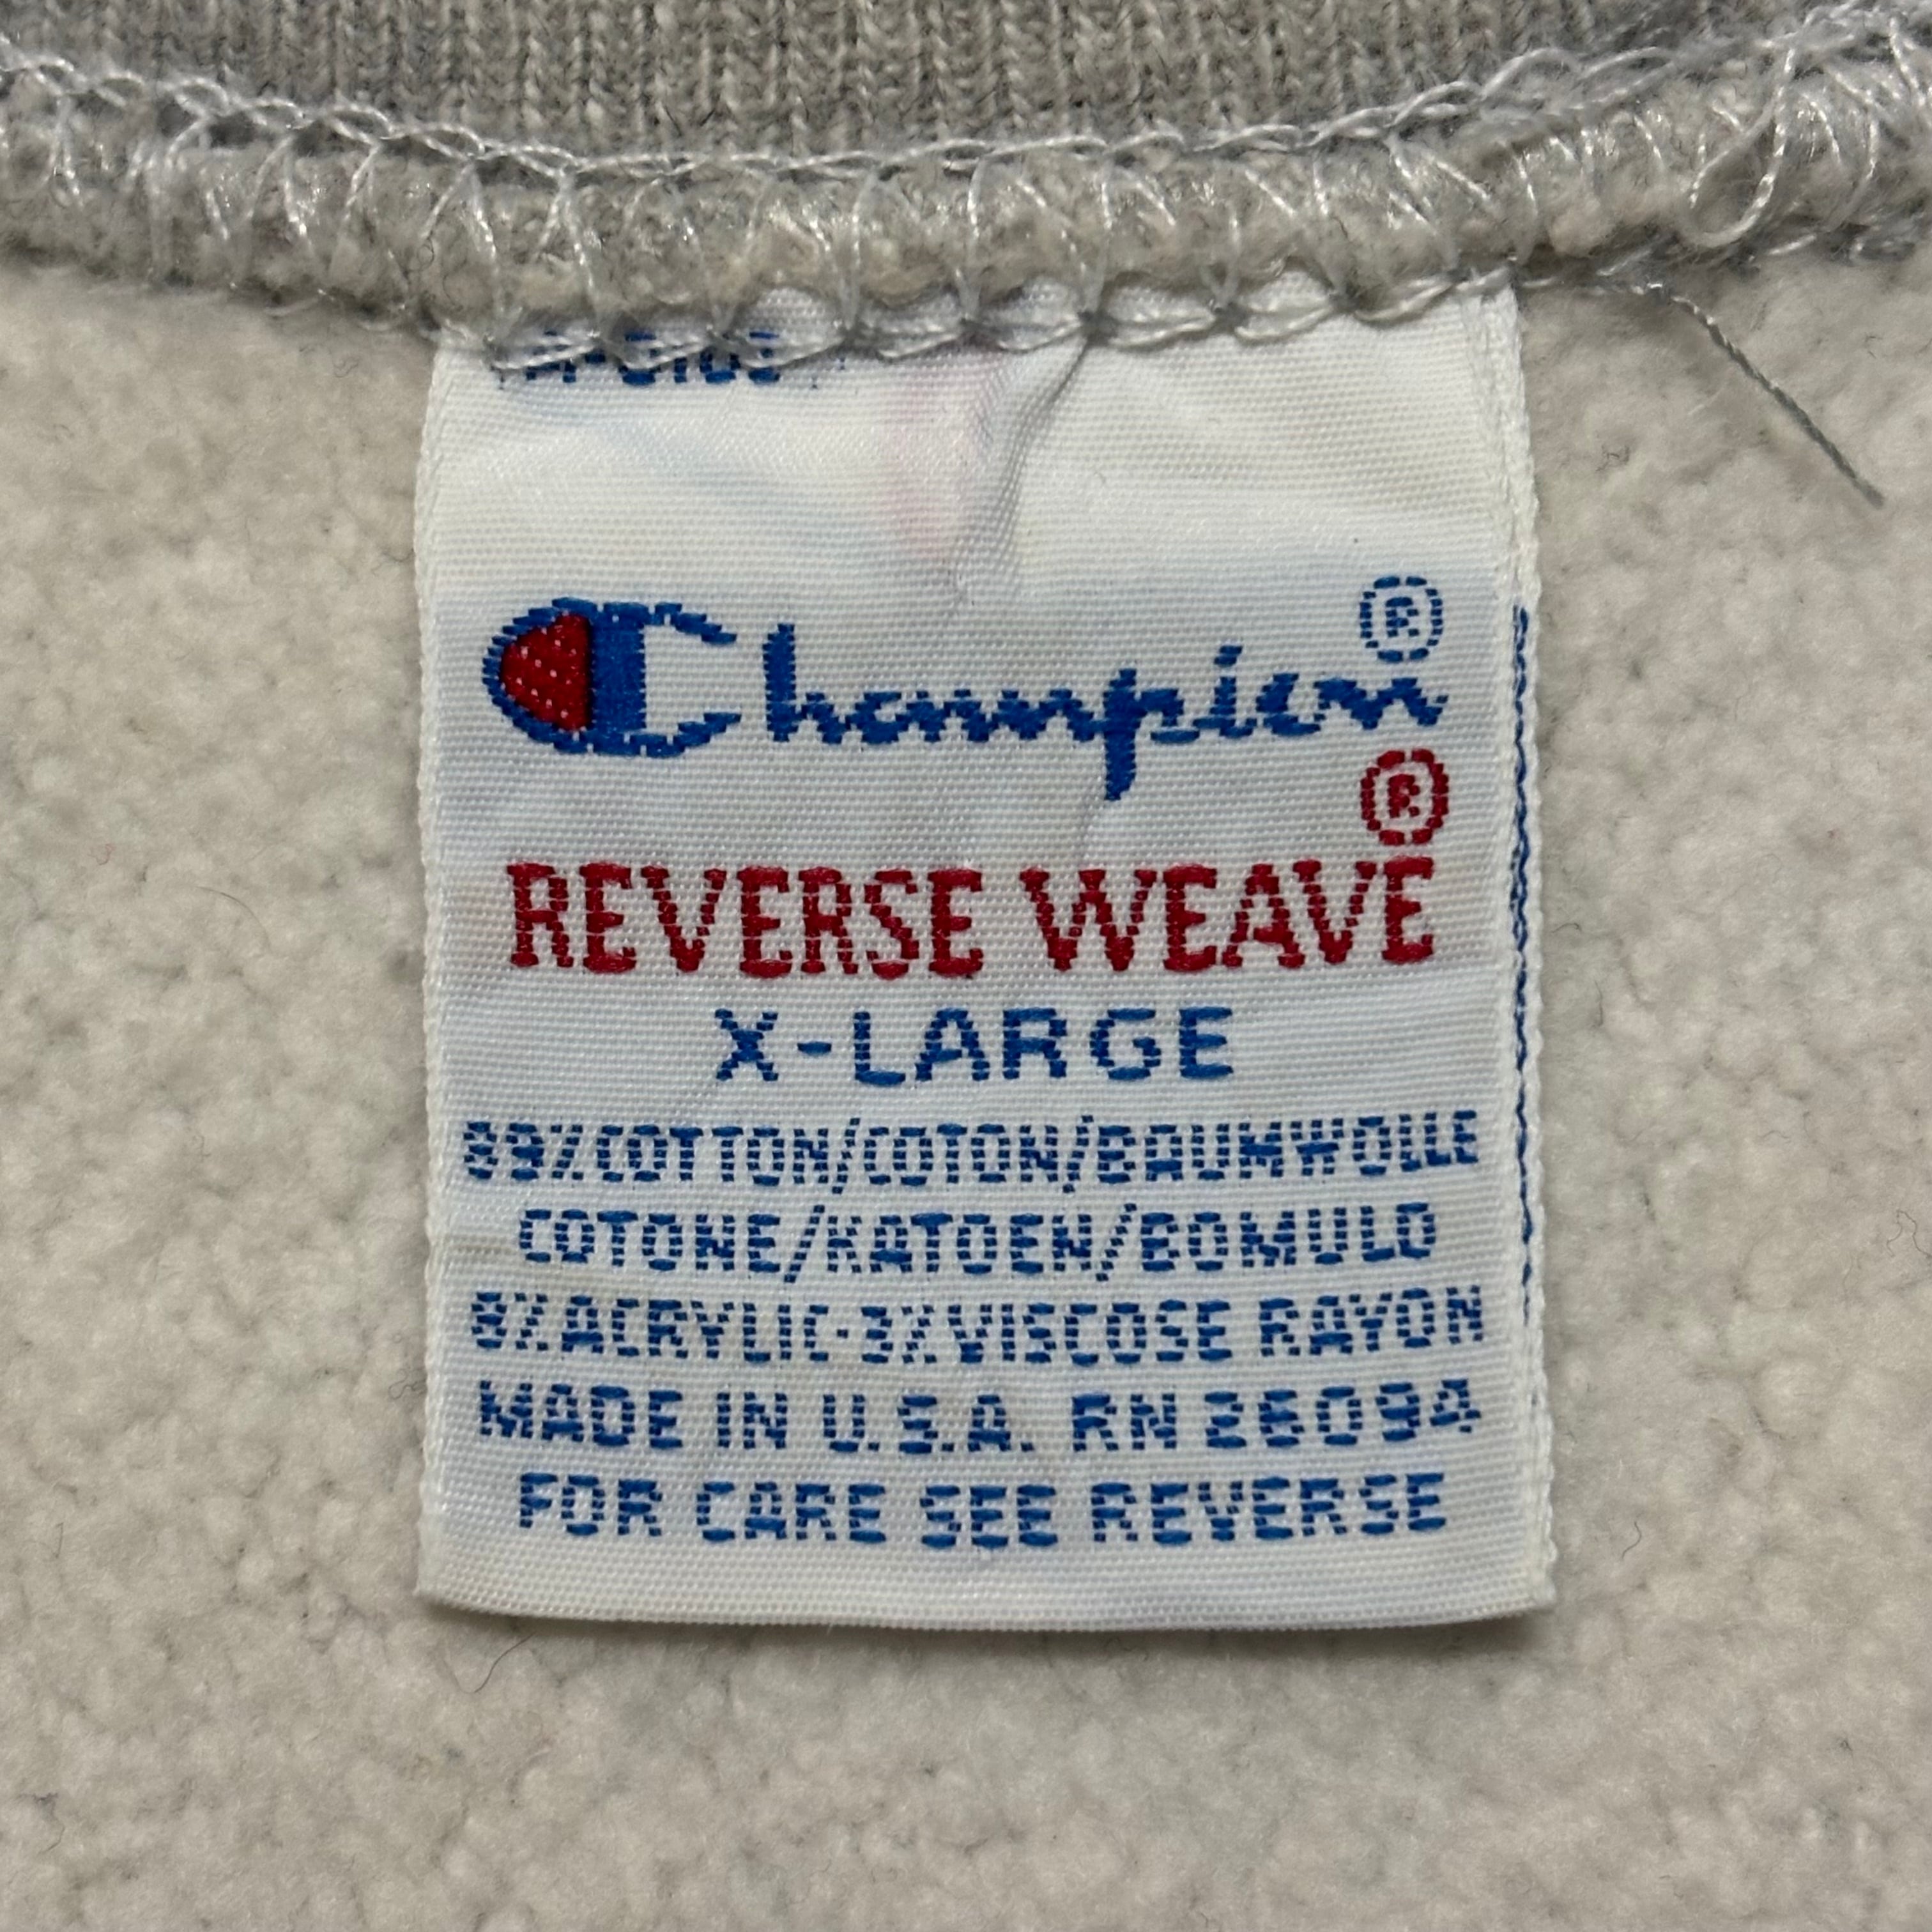 Champion®
®
REVERSE WEAVE
X-LARGE
89%COTTON/COTON/BAUMWOLLE
COTONE/KATOEN/BOMULD
8%ACRYLIC-3%VISCOSE RAYON
MADE IN U.S.A. RN 26094
FOR CARE SEE REVERSE